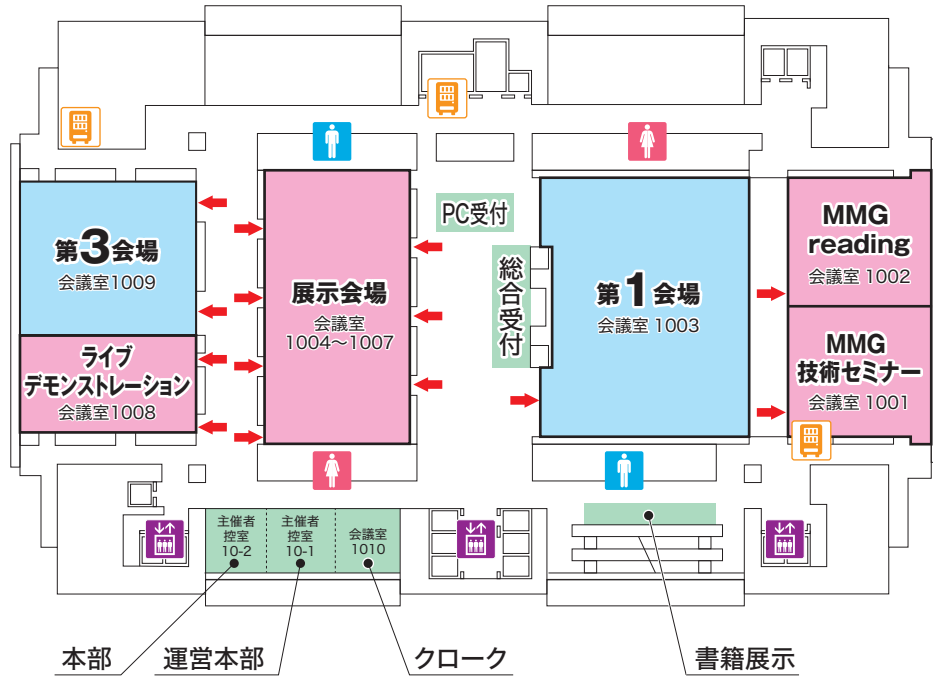 PC受付
MMG
reading
会議室 1002
第3会場
会議室1009
総合受付
展示会場
会議室
1004〜1007
第1会場
会議室 1003
ライブ
デモンストレーション
会議室1008
MMG
技術セミナー
会議室 1001
主催者
控室
10-2
主催者
控室
10-1
会議室
1010
本部
運営本部
クローク
書籍展示